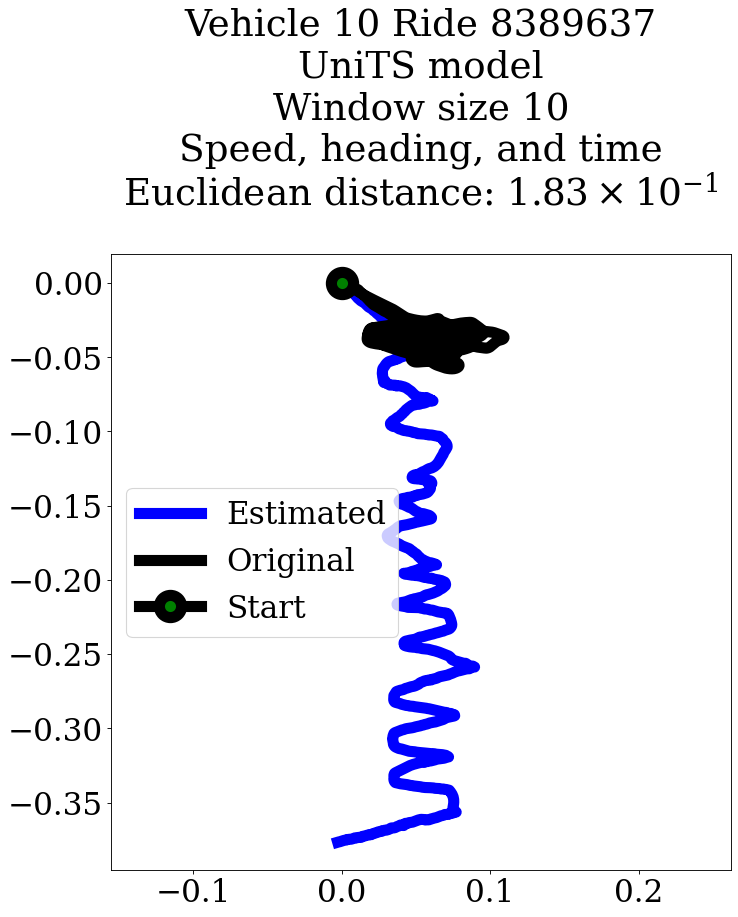 Vehicle 10 Ride 8389637
UniTS model
Window size 10
Speed, heading, and time
Euclidean distance: 1.83 × 10⁻¹
0.00
−0.05
−0.10
−0.15
−0.20
−0.25
−0.30
−0.35
Estimated
Original
Start
−0.1
0.0
0.1
0.2